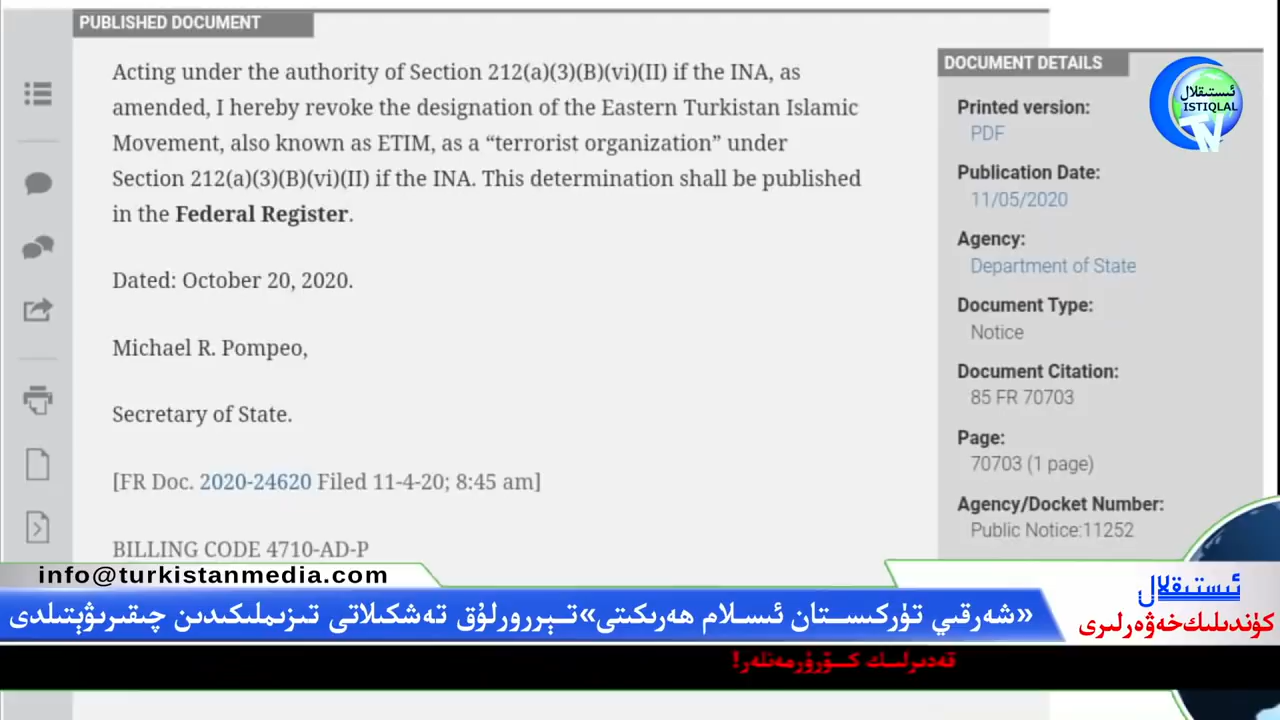 PUBLISHED DOCUMENT
Acting under the authority of Section 212(a)(3)(B)(vi)(II) if the INA, as
amended, I hereby revoke the designation of the Eastern Turkistan Islamic
Movement, also known as ETIM, as a “terrorist organization” under
Section 212(a)(3)(B)(vi)(II) if the INA. This determination shall be published
in the Federal Register.
Dated: October 20, 2020.
Michael R. Pompeo,
Secretary of State.
[FR Doc. 2020-24620 Filed 11-4-20; 8:45 am]
BILLING CODE 4710-AD-P
DOCUMENT DETAILS
Printed version:
PDF
Publication Date:
11/05/2020
Agency:
Department of State
Document Type:
Notice
Document Citation:
85 FR 70703
Page:
70703 (1 page)
Agency/Docket Number:
Public Notice:11252
ئىستىقلال
ISTIQLAL
TV
info@turkistanmedia.com
«شەرقىي تۈركىستان ئىسلام ھەرىكىتى»تېررورلۇق تەشكىلاتى تىزىملىكىدىن چىقىرىۋېتىلدى
ئىستىقلال
كۈندىلىك خەۋەرلىرى
قەدىرلىك كۆرۈرمەنلەر!